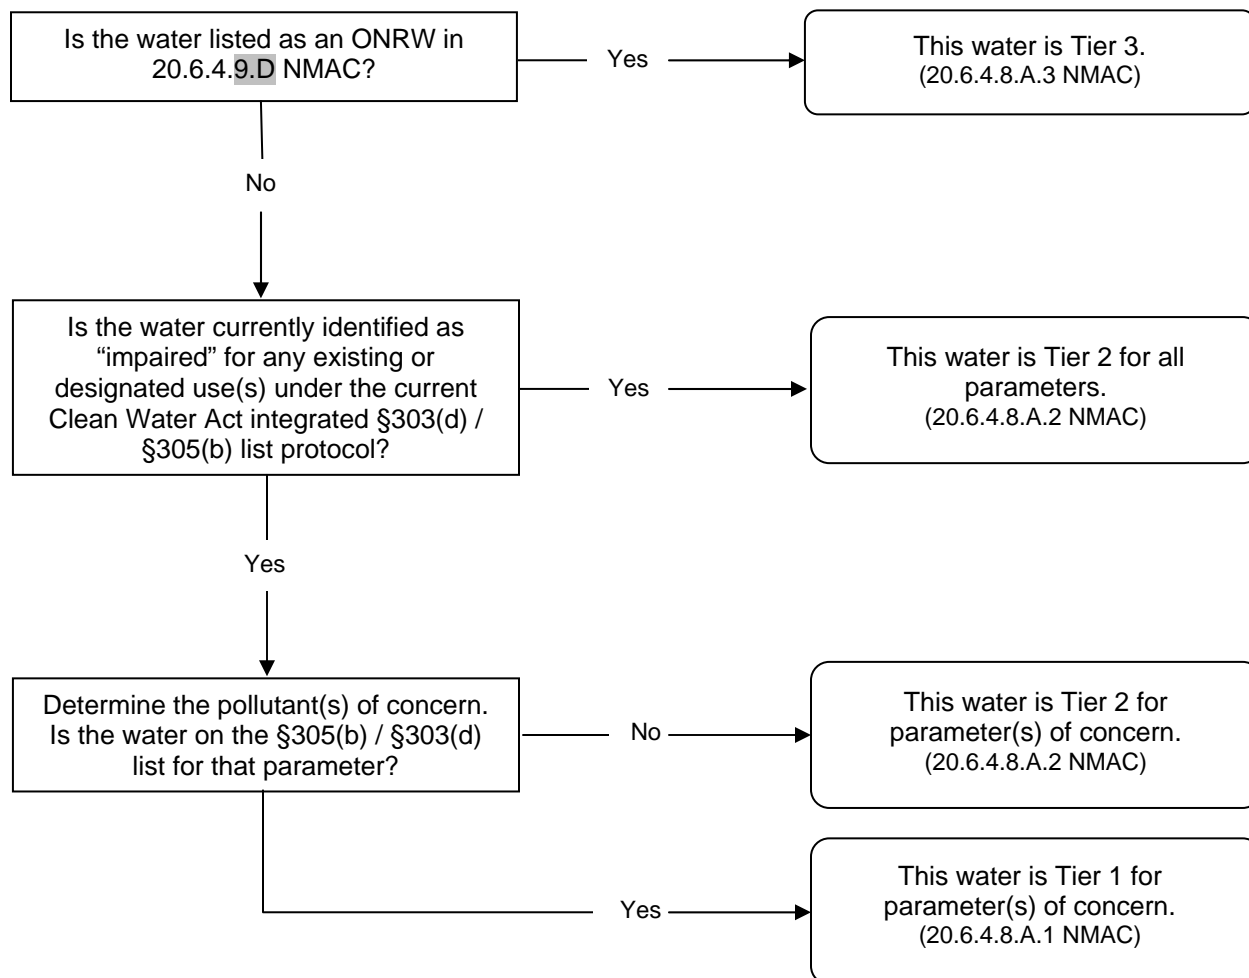 Is the water listed as an ONRW in
20.6.4.9.D NMAC?
Yes
This water is Tier 3.
(20.6.4.8.A.3 NMAC)
No
Is the water currently identified as
“impaired” for any existing or
designated use(s) under the current
Clean Water Act integrated §303(d) /
§305(b) list protocol?
Yes
This water is Tier 2 for all
parameters.
(20.6.4.8.A.2 NMAC)
Yes
Determine the pollutant(s) of concern.
Is the water on the §305(b) / §303(d)
list for that parameter?
No
This water is Tier 2 for
parameter(s) of concern.
(20.6.4.8.A.2 NMAC)
Yes
This water is Tier 1 for
parameter(s) of concern.
(20.6.4.8.A.1 NMAC)